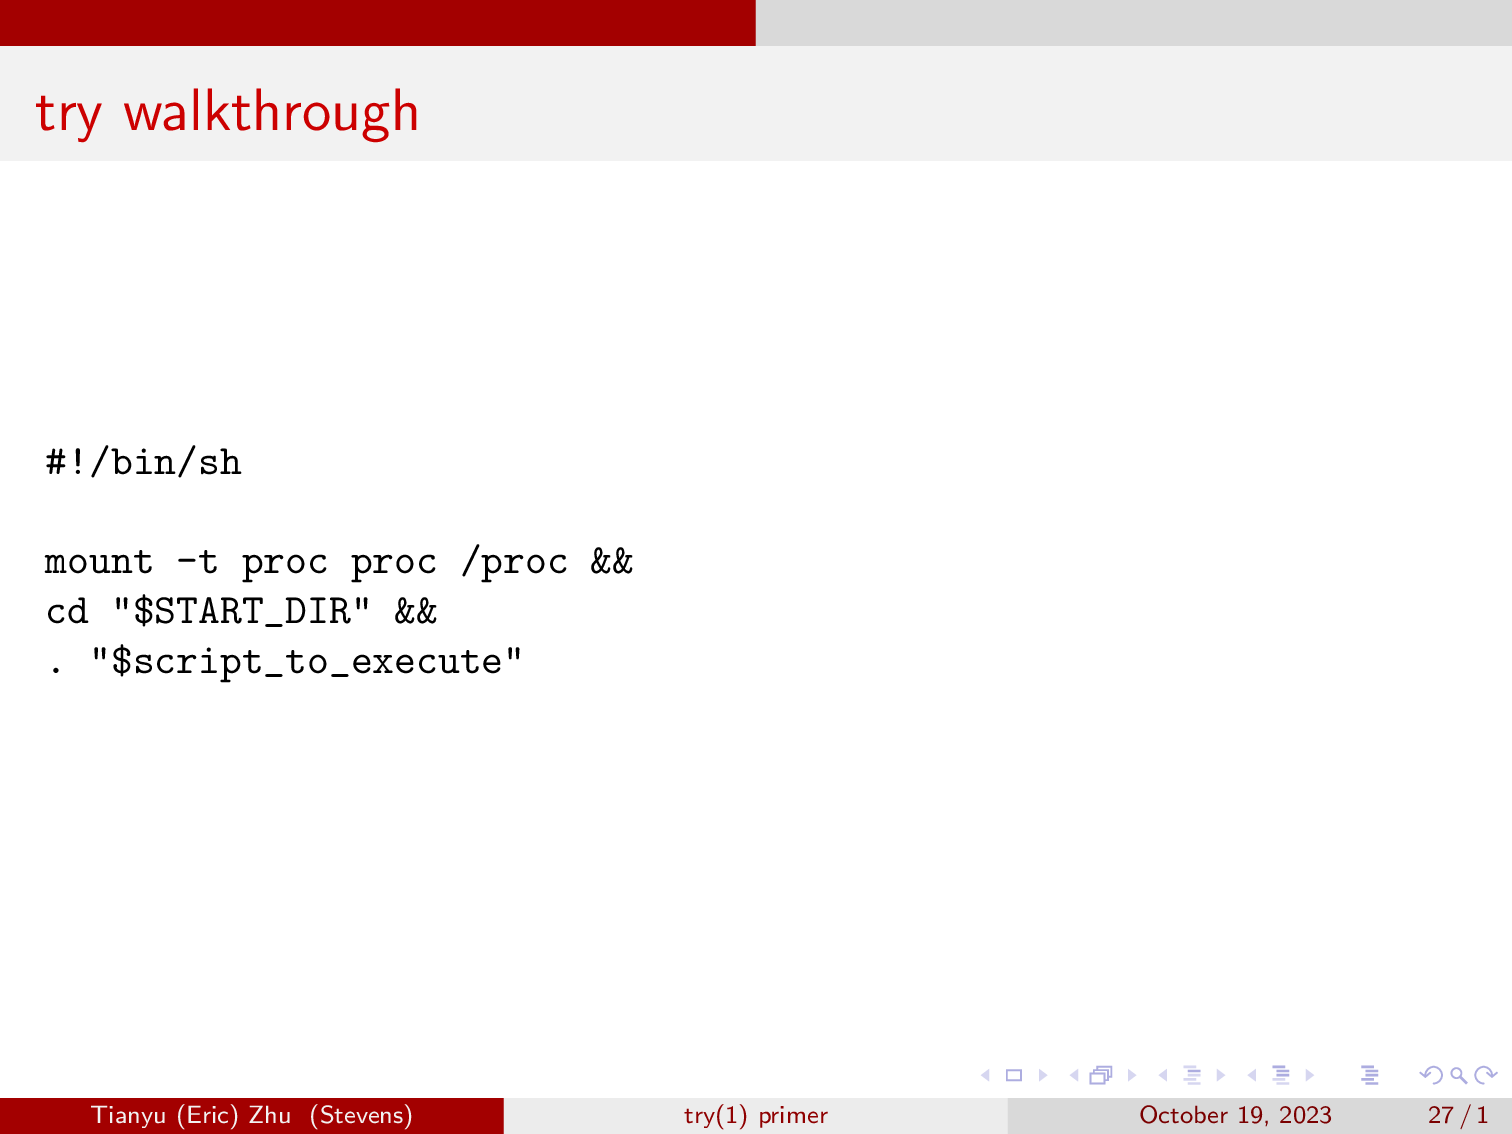 try walkthrough
#!/bin/sh
mount -t proc proc /proc &&
cd "$START_DIR" &&
. "$script_to_execute"
Tianyu (Eric) Zhu (Stevens)
try(1) primer
October 19, 2023
27 / 1